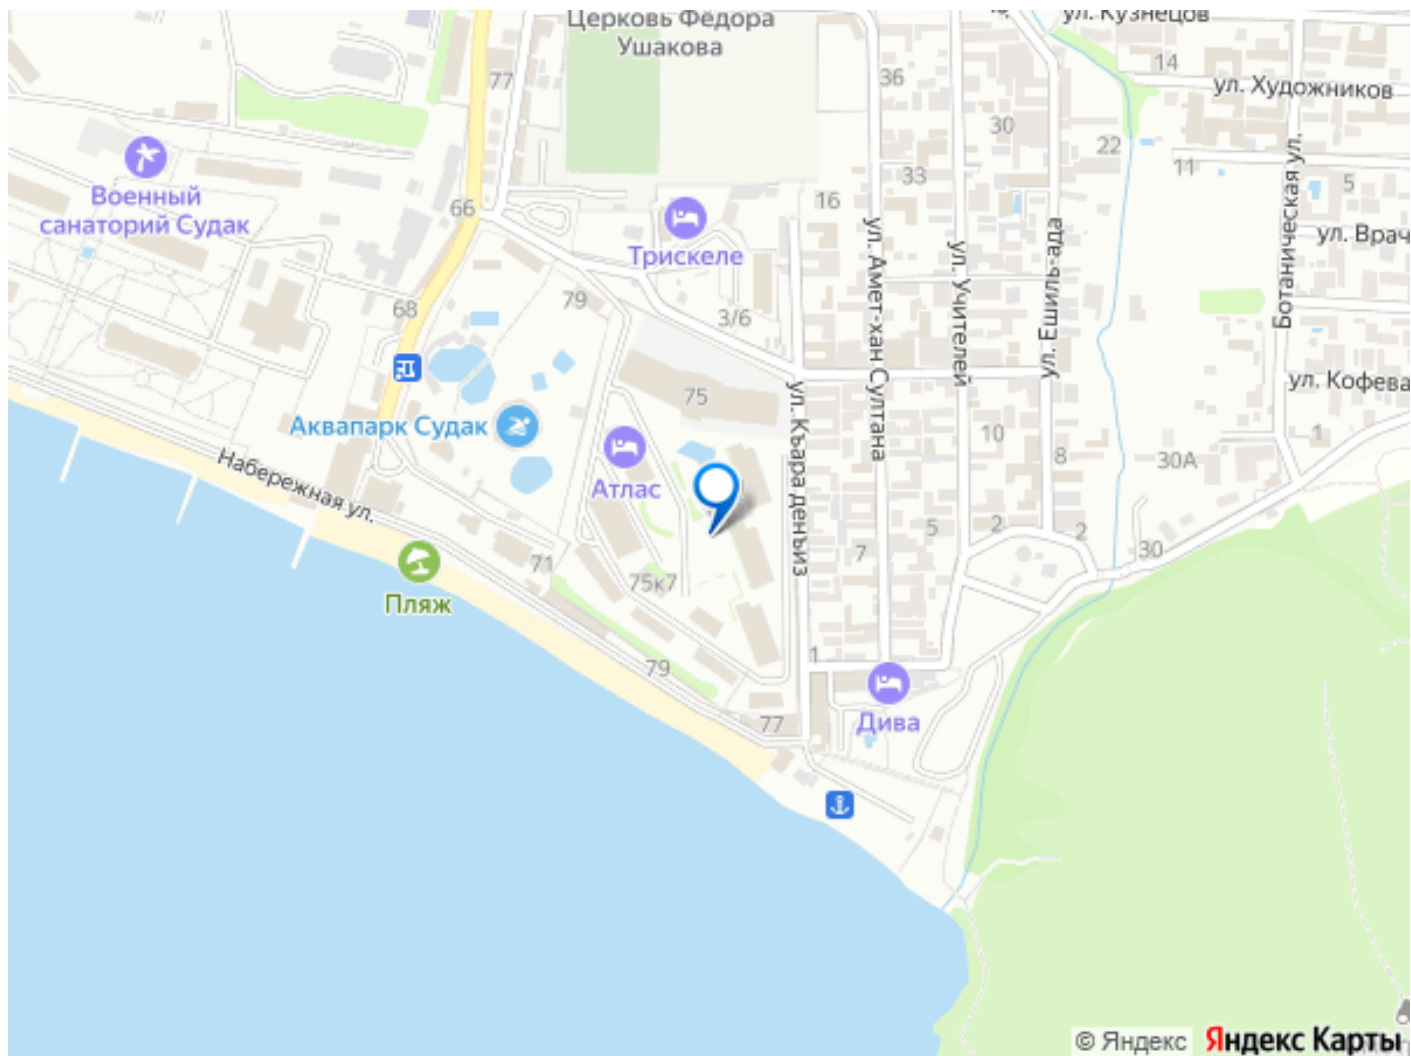 Церковь Фёдора
Ушакова
ул. Кузнецов
77
36
14
ул. Художников
30
22
Военный
санаторий Судак
66
Трискеле
16
33
11
5
ул. Врач
Ботаническая ул.
ул. Амет-хан Султана
ул. Учителей
ул. Ешиль-ада
68
79
3/6
75
ул. Къара денъиз
ул. Кофева
Аквапарк Судак
Атлас
10
8
30А
1
Набережная ул.
71
75к7
7
5
2
2
30
Пляж
79
1
77
Дива
© Яндекс
Яндекс Карты